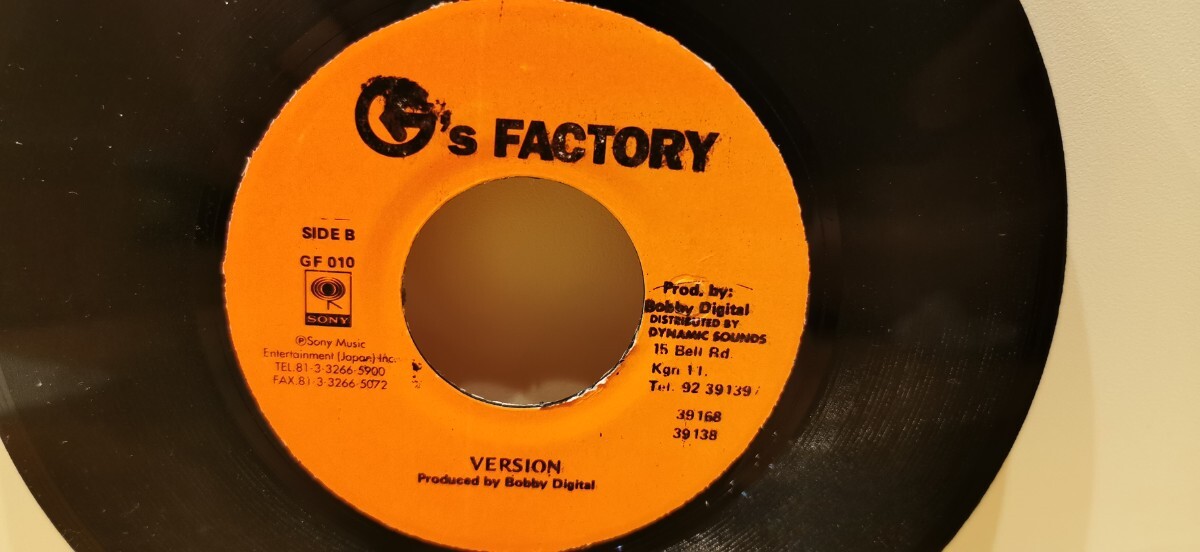 G's FACTORY
SIDE B
GF 010
SONY
℗Sony Music
Entertainment (Japan) Inc.
TEL.81-3-3266-5900
FAX.81-3-3266-5072
Prod. by:
Bobby Digital
DISTRIBUTED BY
DYNAMIC SOUNDS
15 Bell Rd.
Kgn 11.
Tel. 92 39139
39168
39138
VERSION
Produced by Bobby Digital